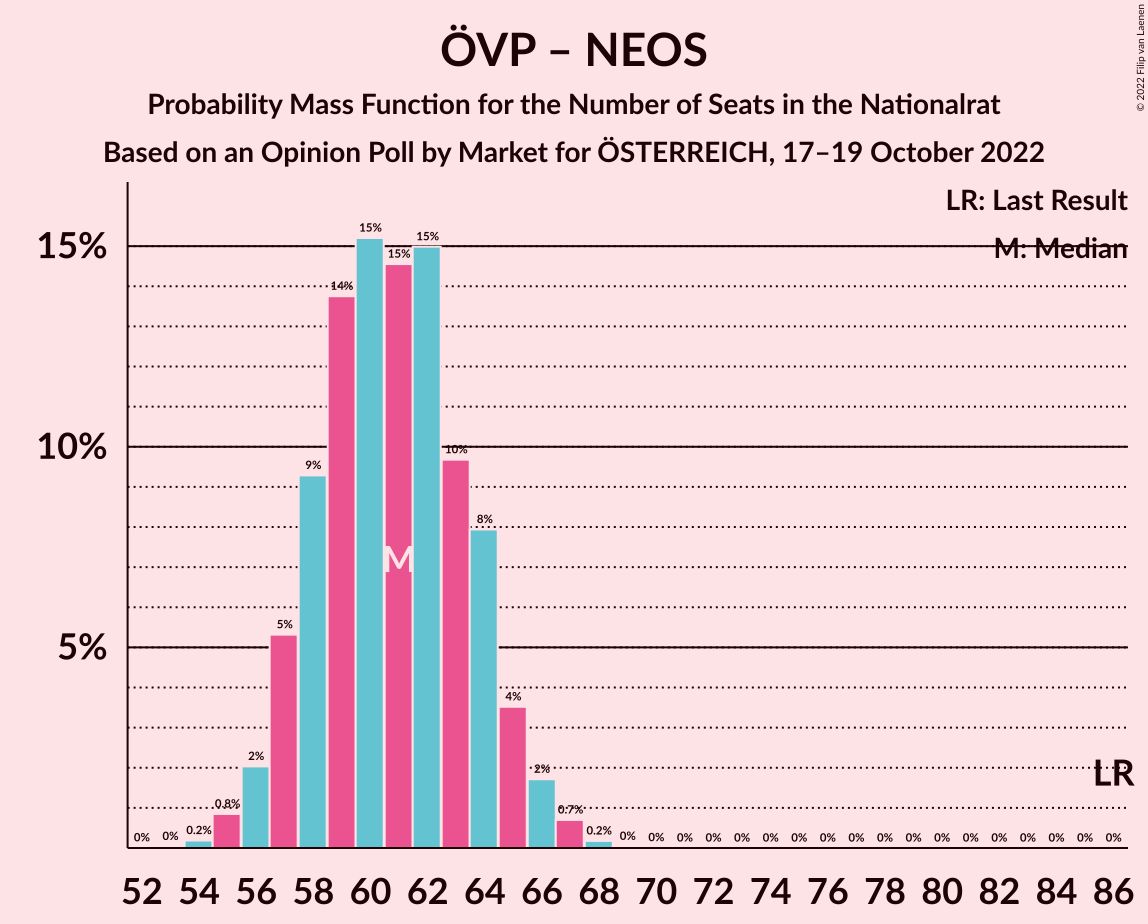 ÖVP – NEOS
Probability Mass Function for the Number of Seats in the Nationalrat
Based on an Opinion Poll by Market for ÖSTERREICH, 17–19 October 2022
© 2022 Filip van Laenen
LR: Last Result
M: Median
15%
10%
5%
0% 0% 0.2% 0.8% 2% 5% 9% 14% 15% 15% 15% 10% 8% 4% 2% 0.7% 0.2% 0% 0% 0% 0% 0% 0% 0% 0% 0% 0% 0% 0% 0% 0% 0% 0% 0% 0%
M
LR
52 54 56 58 60 62 64 66 68 70 72 74 76 78 80 82 84 86